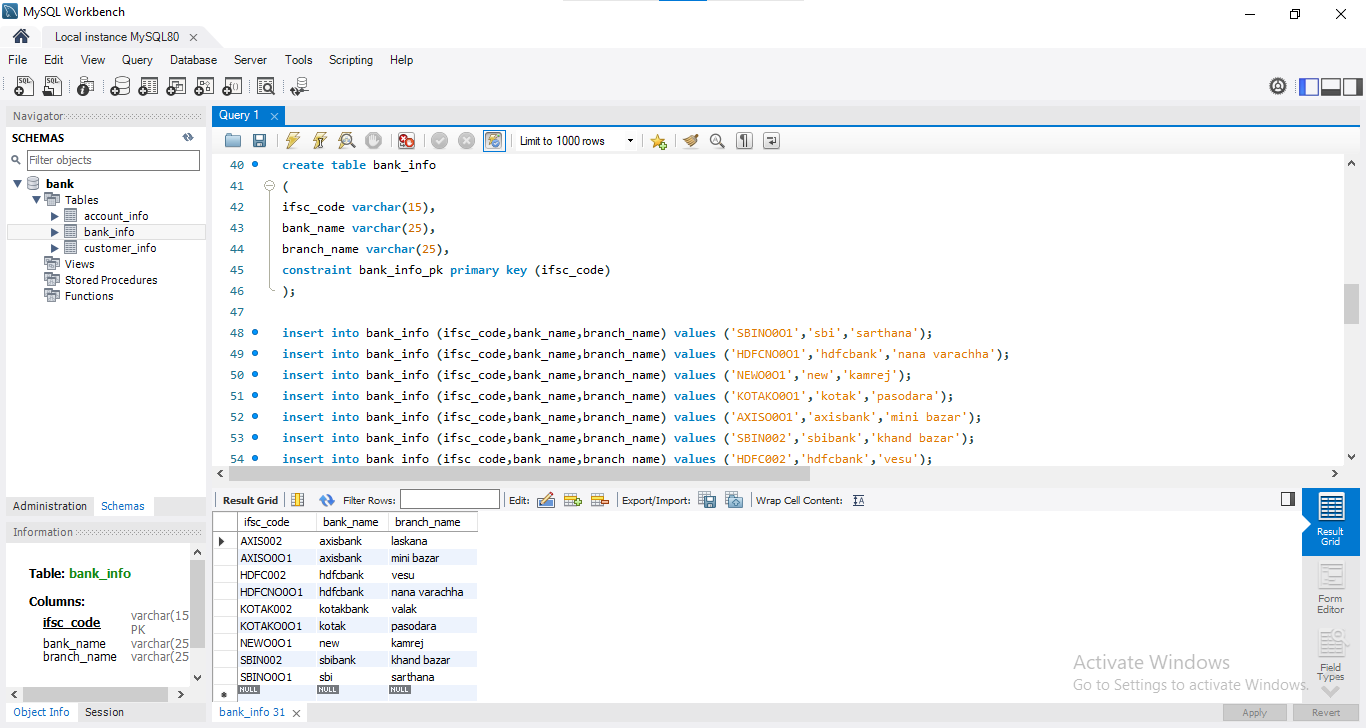 MySQL Workbench
Local instance MySQL80
File Edit View Query Database Server Tools Scripting Help
Navigator
SCHEMAS
Filter objects
bank
Tables
account_info
bank_info
customer_info
Views
Stored Procedures
Functions
Administration Schemas
Information
Table: bank_info
Columns:
ifsc_code varchar(15
PK
bank_name varchar(25
branch_name varchar(25
Object Info Session
Query 1
Limit to 1000 rows
40 create table bank_info
41 (
42 ifsc_code varchar(15),
43 bank_name varchar(25),
44 branch_name varchar(25),
45 constraint bank_info_pk primary key (ifsc_code)
46 );
47
48 insert into bank_info (ifsc_code,bank_name,branch_name) values ('SBINO0O1','sbi','sarthana');
49 insert into bank_info (ifsc_code,bank_name,branch_name) values ('HDFCNO0O1','hdfcbank','nana varachha');
50 insert into bank_info (ifsc_code,bank_name,branch_name) values ('NEWO0O1','new','kamrej');
51 insert into bank_info (ifsc_code,bank_name,branch_name) values ('KOTAKO0O1','kotak','pasodara');
52 insert into bank_info (ifsc_code,bank_name,branch_name) values ('AXISO0O1','axisbank','mini bazar');
53 insert into bank_info (ifsc_code,bank_name,branch_name) values ('SBIN002','sbibank','khand bazar');
54 insert into bank_info (ifsc_code,bank_name,branch_name) values ('HDFC002','hdfcbank','vesu');
Result Grid Filter Rows: Edit: Export/Import: Wrap Cell Content:
ifsc_code bank_name branch_name
AXIS002 axisbank laskana
AXISO0O1 axisbank mini bazar
HDFC002 hdfcbank vesu
HDFCNO0O1 hdfcbank nana varachha
KOTAK002 kotakbank valak
KOTAKO0O1 kotak pasodara
NEWO0O1 new kamrej
SBIN002 sbibank khand bazar
SBINO0O1 sbi sarthana
NULL NULL NULL
Result
Grid
Form
Editor
Field
Types
Activate Windows
Go to Settings to activate Windows.
bank_info 31
Apply Revert